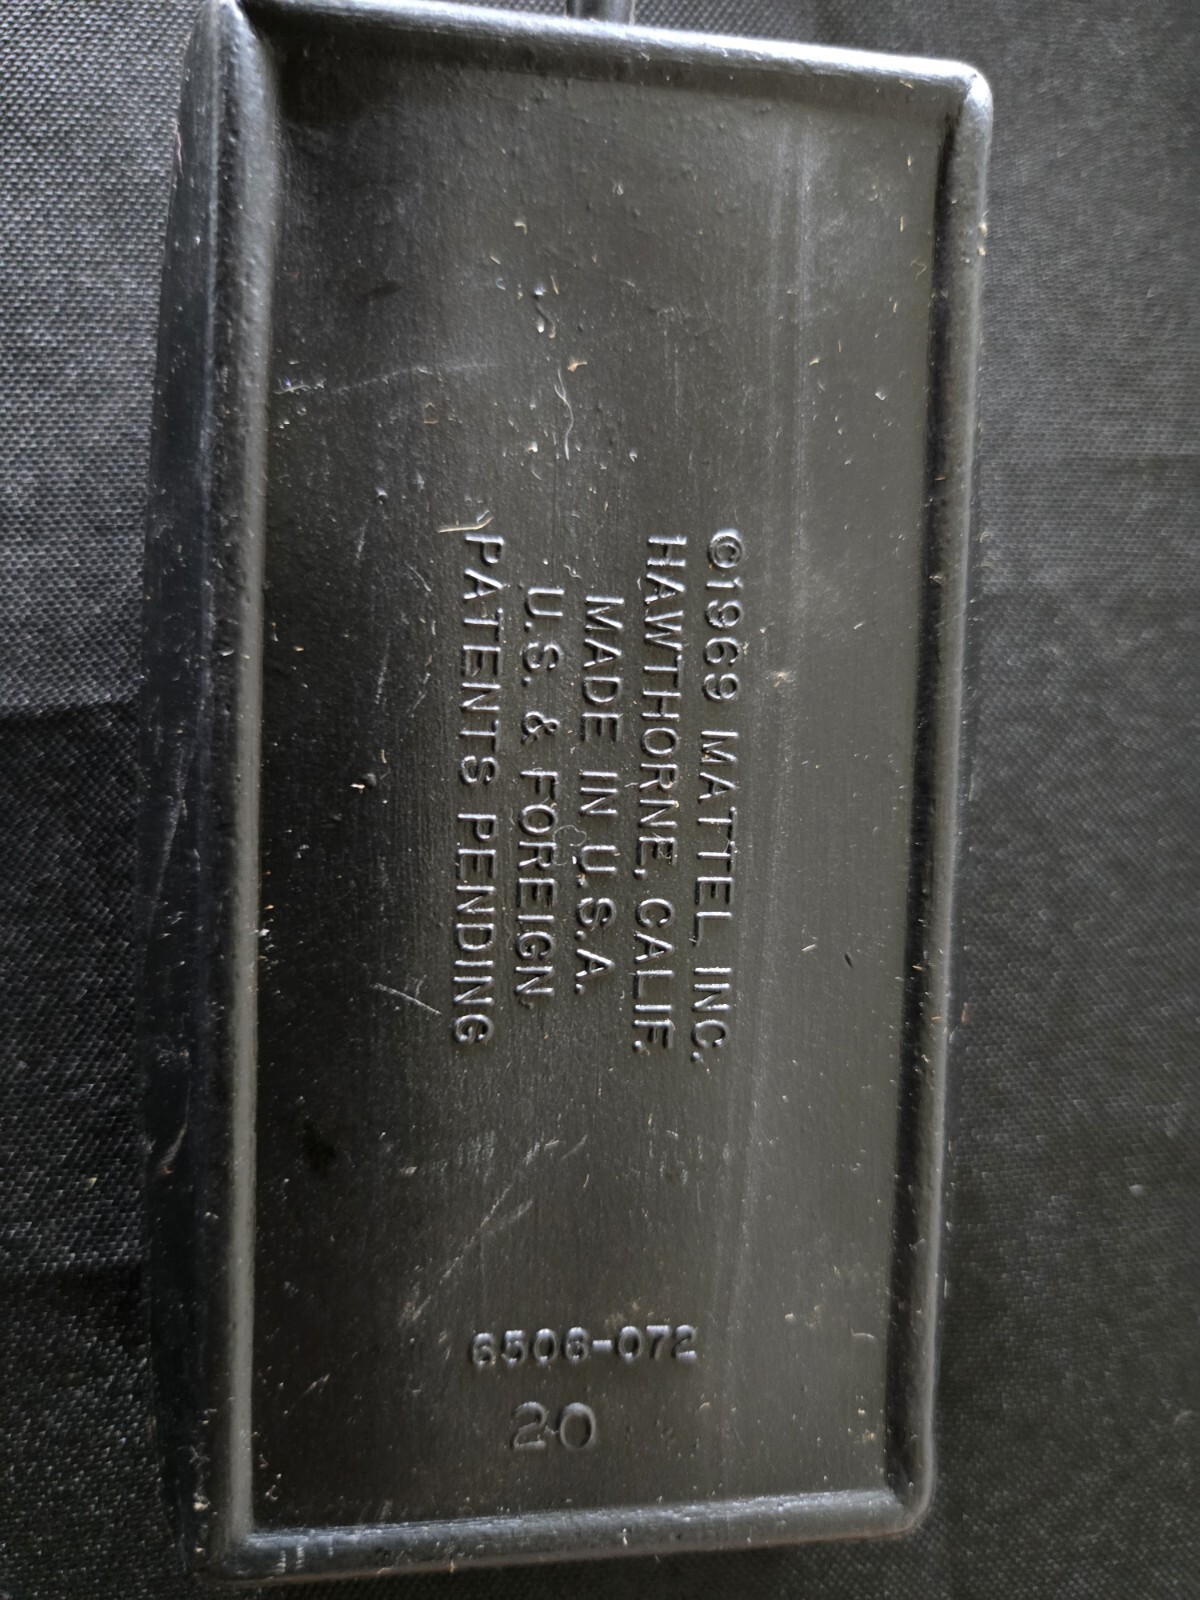 ©1969 MATTEL, INC.
HAWTHORNE, CALIF.
MADE IN U.S.A.
U.S. & FOREIGN
PATENTS PENDING
6506-072
20